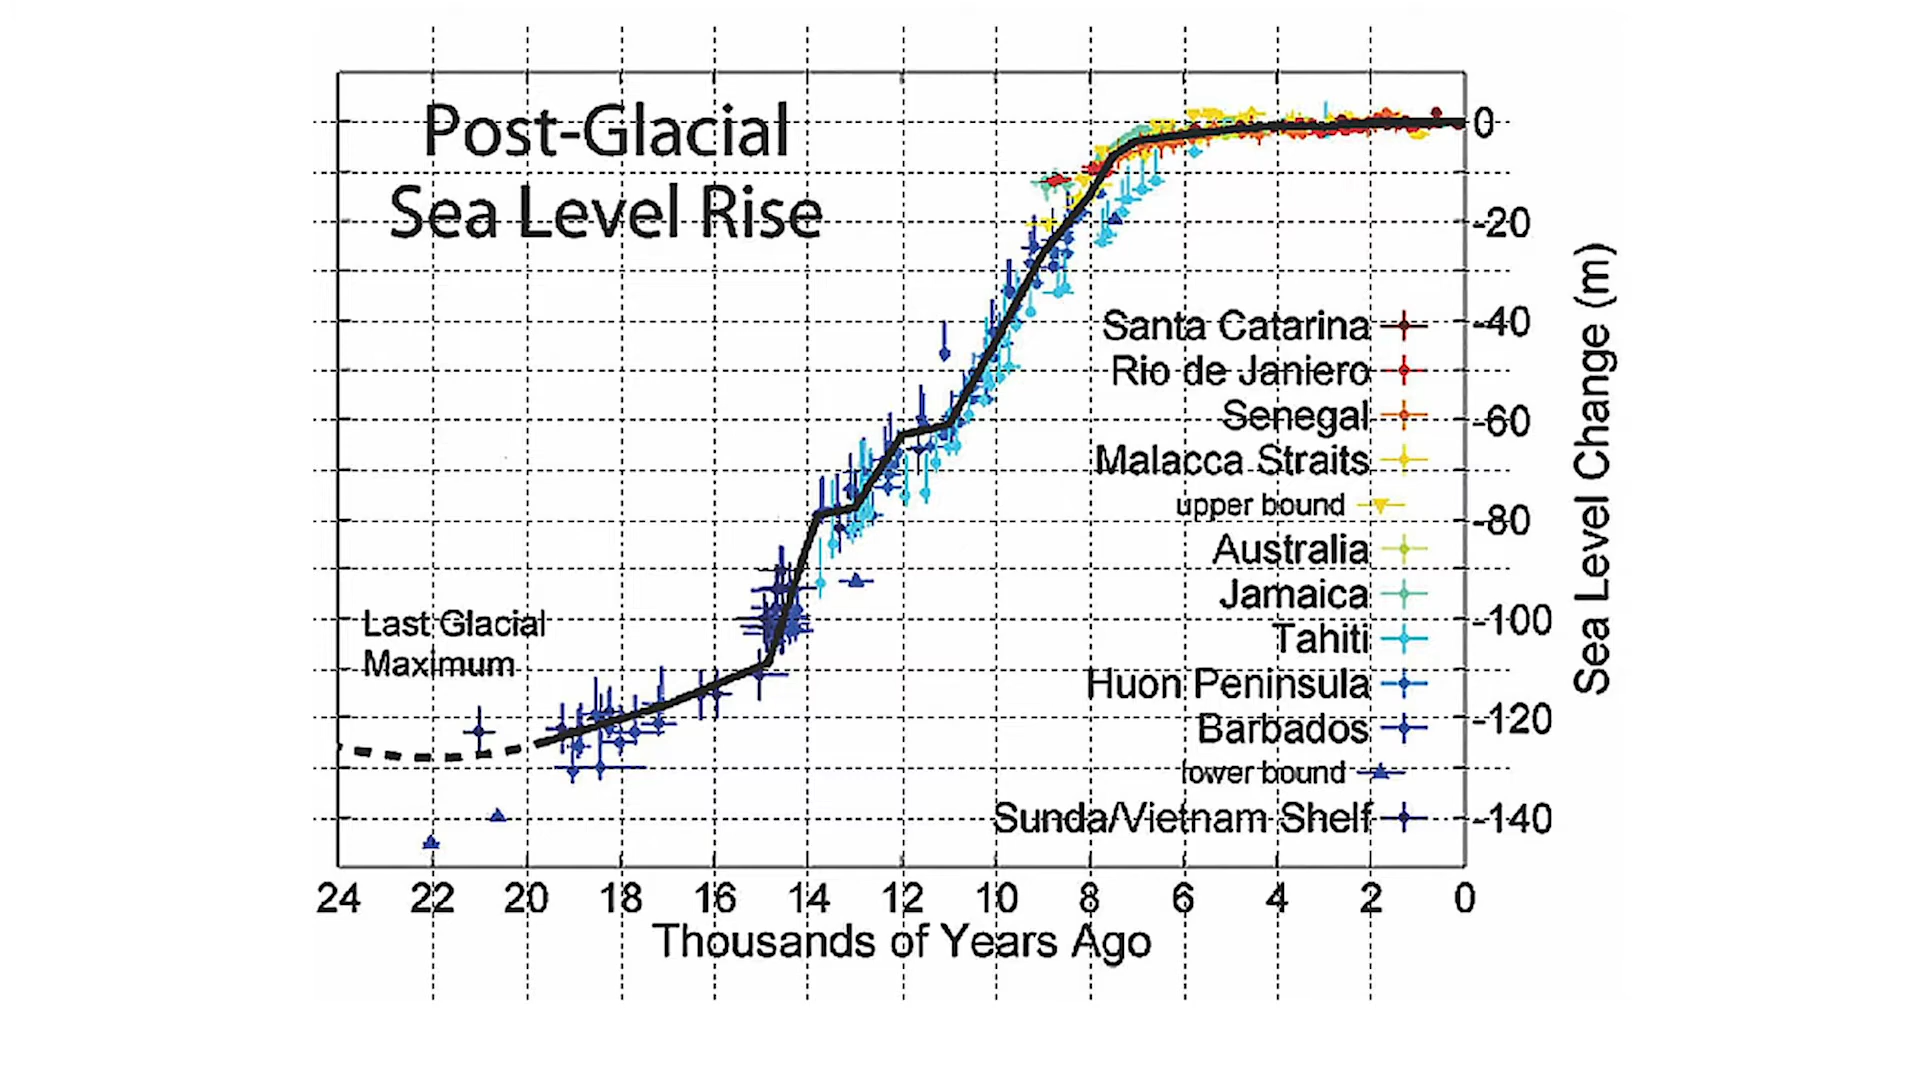 Post-Glacial
Sea Level Rise
0
-20
-40
-60
-80
-100
-120
-140
Sea Level Change (m)
Santa Catarina
Rio de Janiero
Senegal
Malacca Straits
upper bound
Australia
Jamaica
Tahiti
Huon Peninsula
Barbados
lower bound
Sunda/Vietnam Shelf
Last Glacial
Maximum
24 22 20 18 16 14 12 10 8 6 4 2 0
Thousands of Years Ago